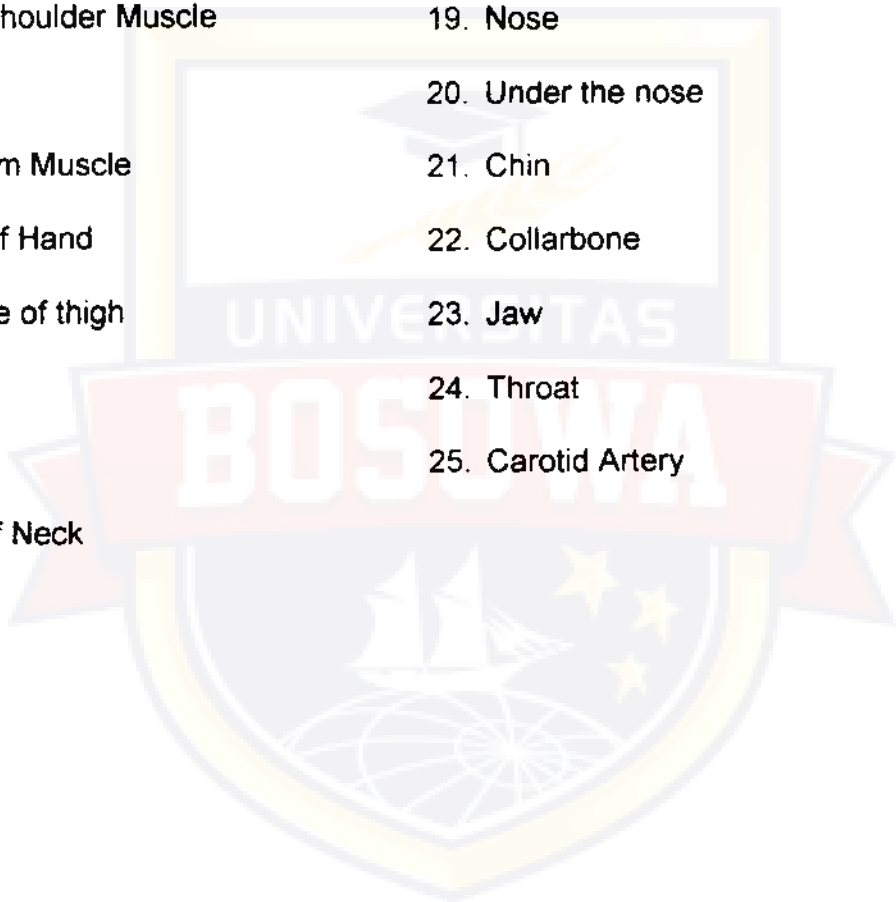 houlder Muscle
m Muscle
f Hand
e of thigh
f Neck
19. Nose
20. Under the nose
21. Chin
22. Collarbone
23. Jaw
24. Throat
25. Carotid Artery
UNIVERSITAS
BOSOWA